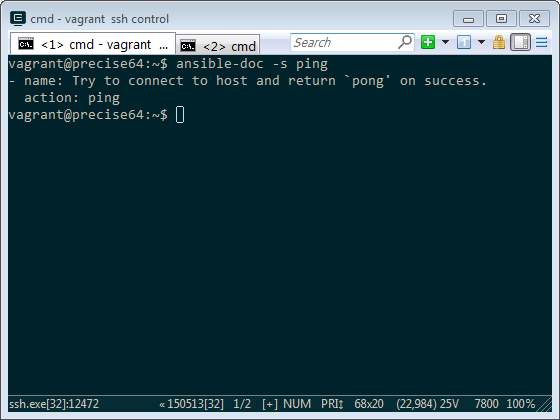 cmd - vagrant ssh control
<1> cmd - vagrant ...
<2> cmd
Search
vagrant@precise64:~$ ansible-doc -s ping
- name: Try to connect to host and return `pong' on success.
  action: ping
vagrant@precise64:~$
ssh.exe[32]:12472 « 150513[32] 1/2 [+] NUM PRI↕ 68x20 (22,984) 25V 7800 100%